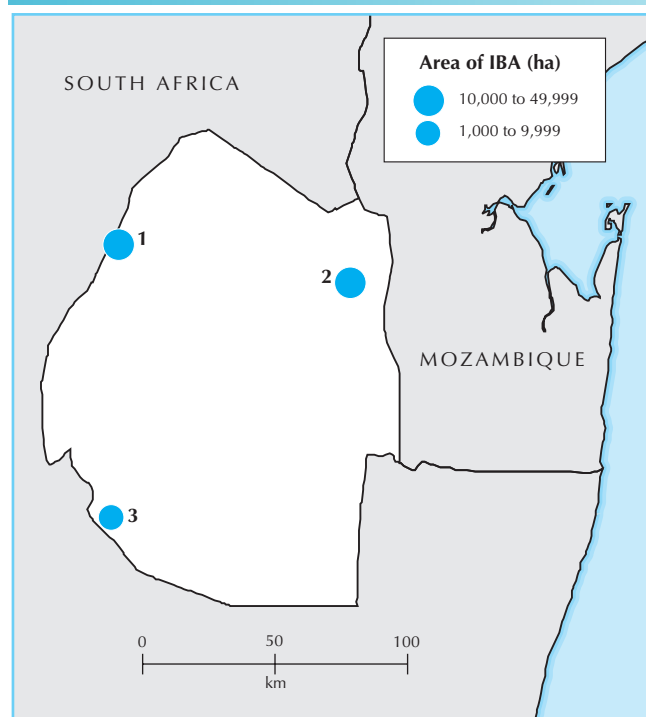 Area of IBA (ha)
10,000 to 49,999
1,000 to 9,999
SOUTH AFRICA
1
2
MOZAMBIQUE
3
0 50 100
km